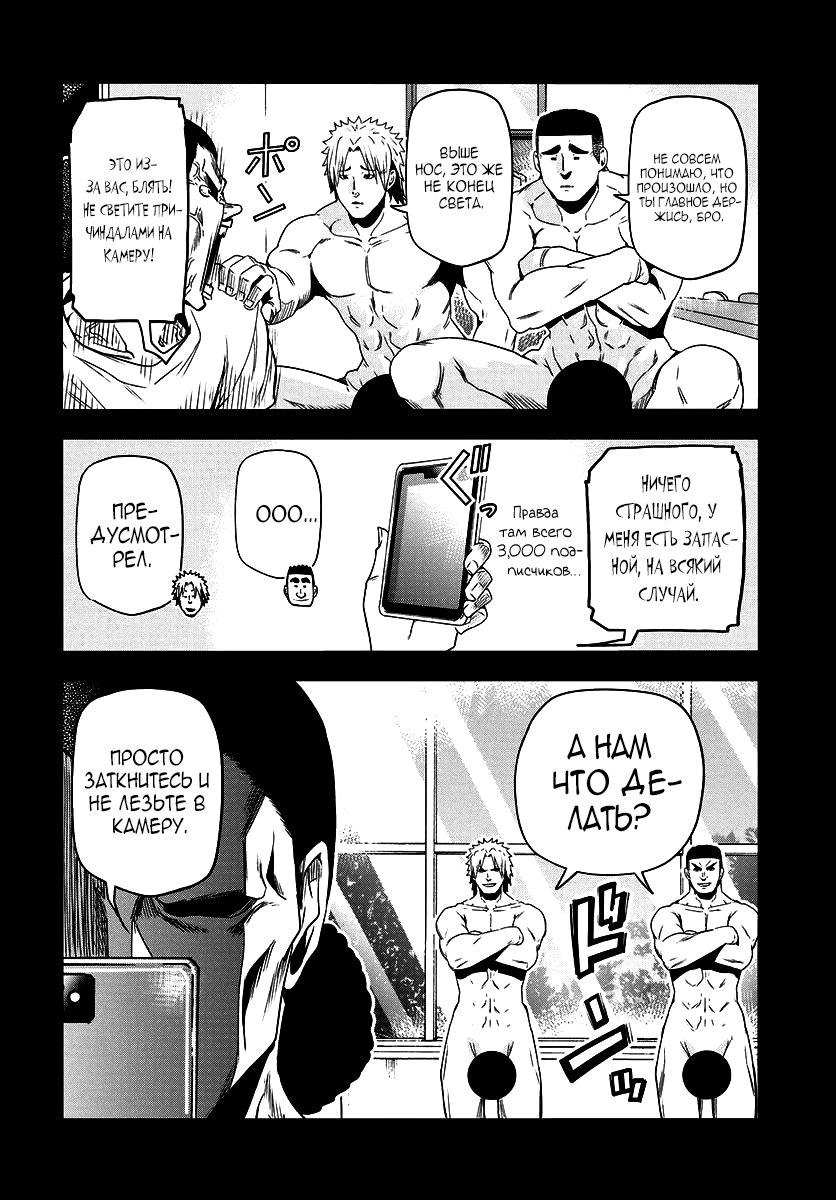 НЕ СОВСЕМ
ПОНИМАЮ, ЧТО
ПРОИЗОШЛО, НО
ТЫ ГЛАВНОЕ ДЕР-
ЖИСЬ, БРО.
ВЫШЕ
НОС, ЭТО ЖЕ
НЕ КОНЕЦ
СВЕТА.
ポーン
ЭТО ИЗ-
ЗА ВАС, БЛЯТЬ!
НЕ СВЕТИТЕ ПРИ-
ЧИНДАЛАМИ НА
КАМЕРУ!
НИЧЕГО
СТРАШНОГО, У
МЕНЯ ЕСТЬ ЗАПАС-
НОЙ, НА ВСЯКИЙ
СЛУЧАЙ.
Правда
там всего
3,000 под-
писчиков...
ООО...
ПРЕ-
ДУСМОТ-
РЕЛ.
А НАМ
ЧТО ДЕ-
ЛАТЬ?
ПРОСТО
ЗАТКНИТЕСЬ И
НЕ ЛЕЗЬТЕ В
КАМЕРУ.